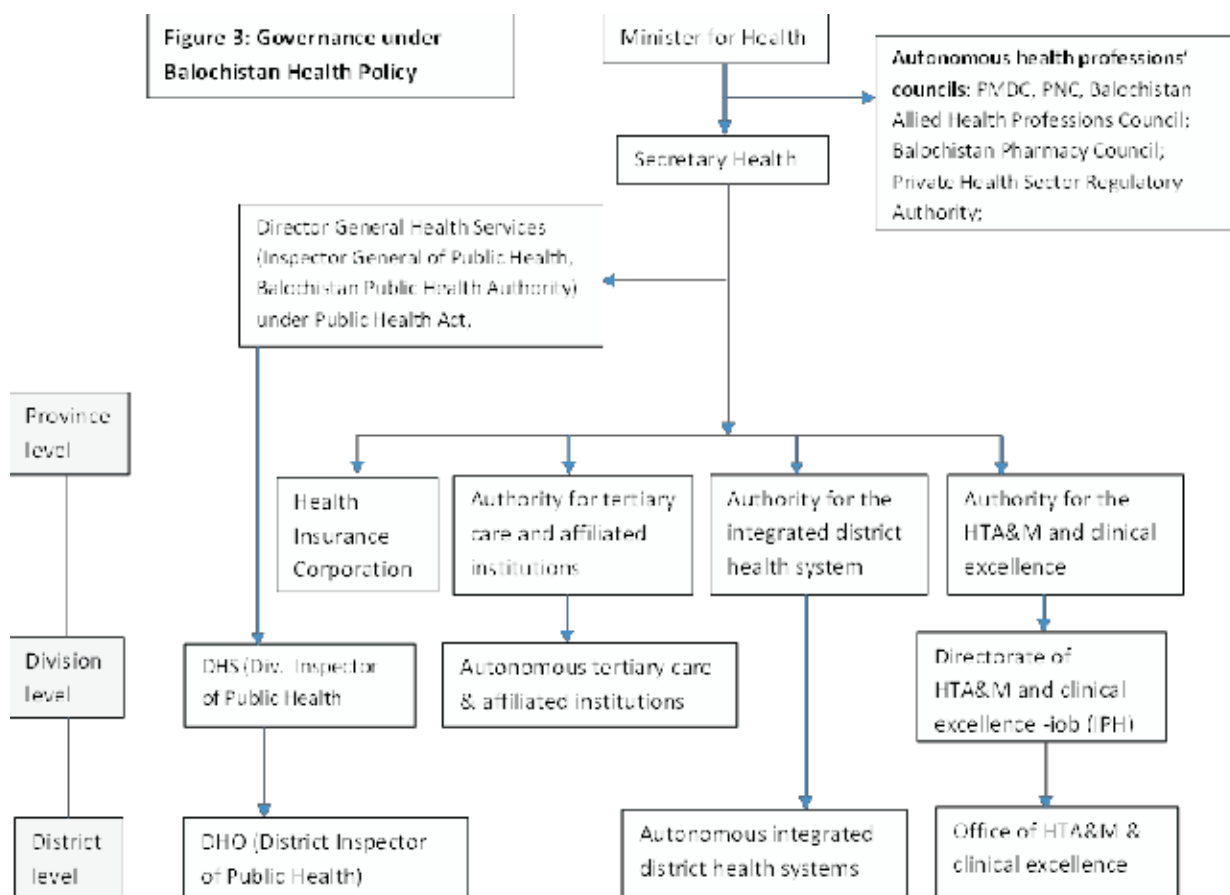 Figure 3: Governance under
Balochistan Health Policy
Minister for Health
Autonomous health professions'
councils: PMDC, PNC, Balochistan
Allied Health Professions Council;
Balochistan Pharmacy Council;
Private Health Sector Regulatory
Authority;
Secretary Health
Director General Health Services
(Inspector General of Public Health,
Balochistan Public Health Authority)
under Public Health Act.
Province
level
Health
Insurance
Corporation
Authority for tertiary
care and affiliated
institutions
Authority for the
integrated district
health system
Authority for the
HTA&M and clinical
excellence
Division
level
DHS (Div. Inspector
of Public Health
Autonomous tertiary care
& affiliated institutions
Directorate of
HTA&M and clinical
excellence -iob (IPH)
District
level
DHO (District Inspector
of Public Health)
Autonomous integrated
district health systems
Office of HTA&M &
clinical excellence